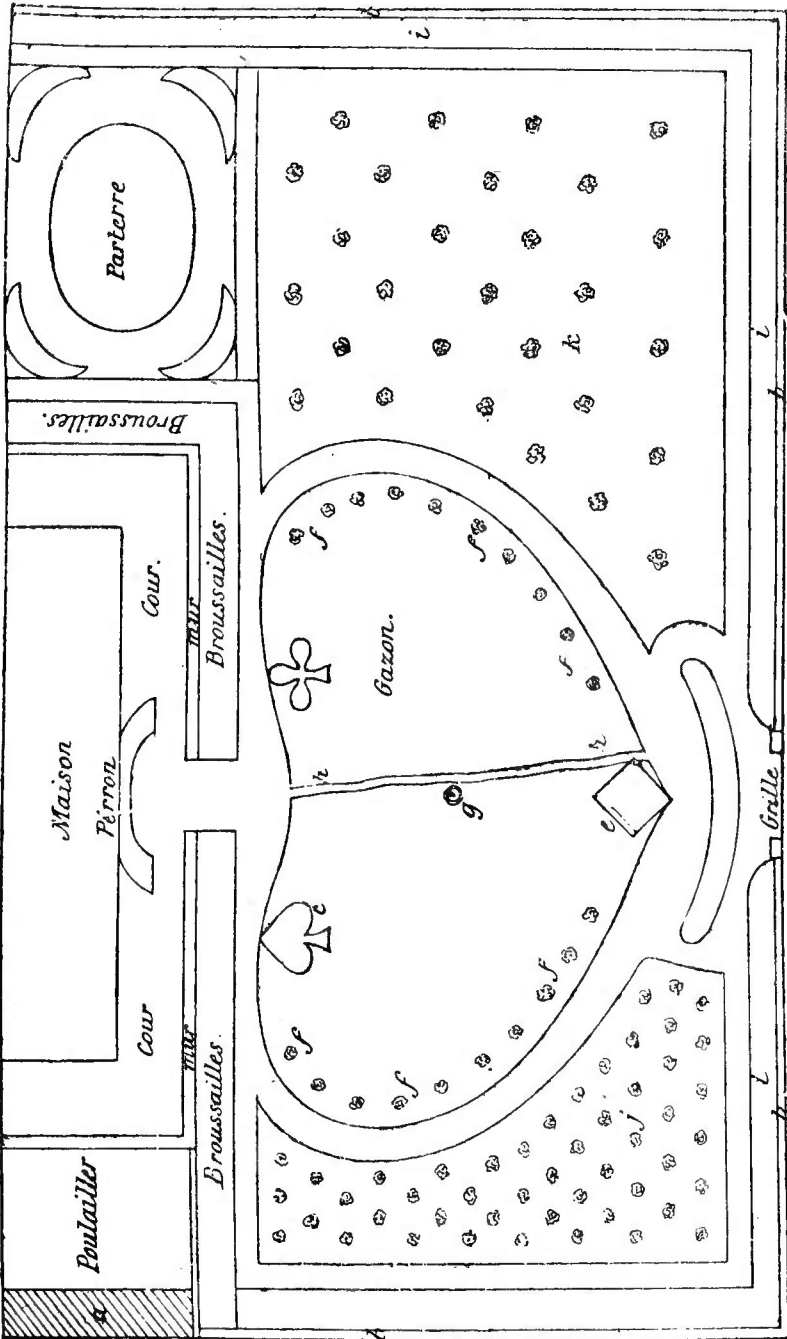 a
Poulailler
Maison
Pérron
Cour
Cour.
Broussailles.
Parterre
mur
mur
Broussailles.
Broussailles.
c
h
f
f
f
f
f
f
Gazon.
g
e
h
j
k
Grille
i
i
i
b
b
b